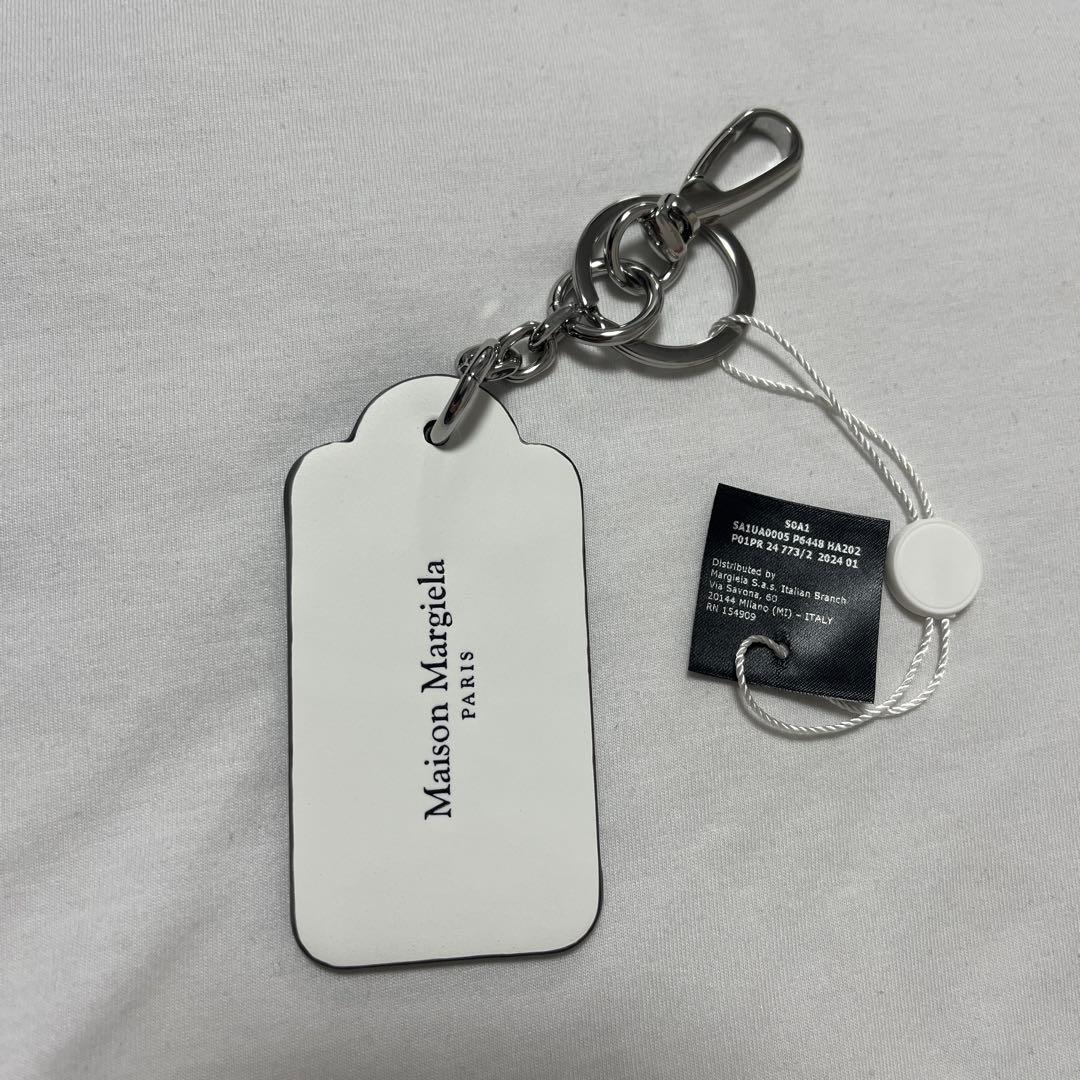 Maison Margiela
PARIS
S0A1
SA1UA0005 P6448 HA202
P01PR 24 773/2 2024 01
Distributed by
Margiela S.a.s. Italian Branch
Via Savona, 60
20144 Milano (MI) – ITALY
RN 154909